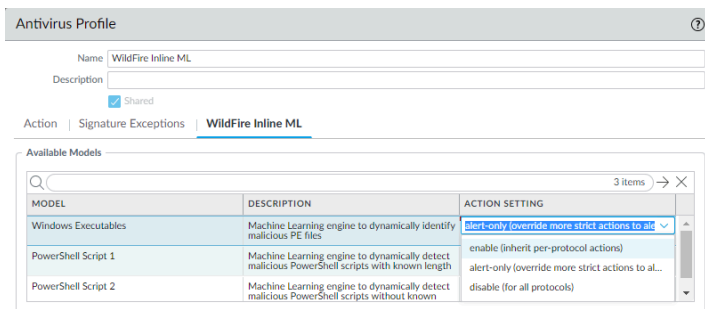 Antivirus Profile
Name WildFire Inline ML
Description
Shared
Action | Signature Exceptions | WildFire Inline ML
Available Models
3 items
MODEL DESCRIPTION ACTION SETTING
Windows Executables Machine Learning engine to dynamically identify alert-only (override more strict actions to ale
malicious PE files
enable (inherit per-protocol actions)
PowerShell Script 1 Machine Learning engine to dynamically detect
malicious PowerShell scripts with known length
alert-only (override more strict actions to al...
PowerShell Script 2 Machine Learning engine to dynamically detect disable (for all protocols)
malicious PowerShell scripts without known